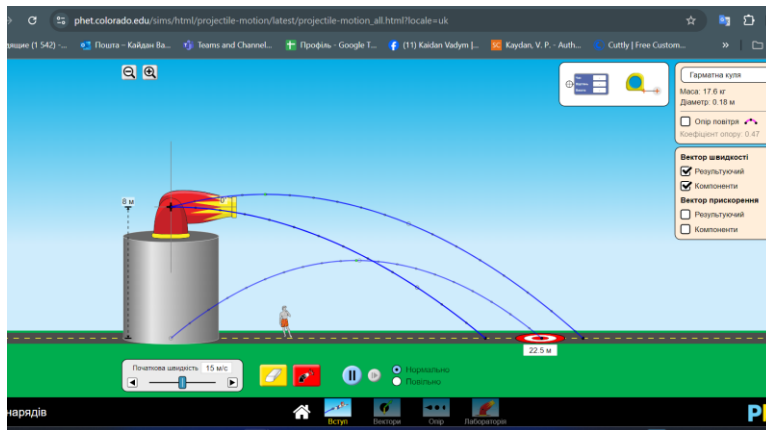 phet.colorado.edu/sims/html/projectile-motion/latest/projectile-motion_all.html?locale=uk
(1 542) -... Пошта – Кайдан Ва... Teams and Channel... Профіль - Google T... (11) Kaidan Vadym |... Kaydan, V. P. - Auth... Cuttly | Free Custom... »
Гарматна куля
Маса: 17.6 кг
Діаметр: 0.18 м
Опір повітря
Коефіцієнт опору: 0.47
Вектор швидкості
Результуючий
Компоненти
Вектор прискорення
Результуючий
Компоненти
8 м
0°
22.5 м
Початкова швидкість 15 м/с
Нормально
Повільно
нарядів
Вступ
Вектори
Опір
Лабораторія